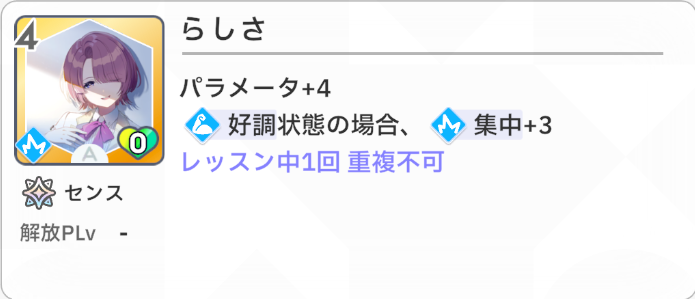 らしさ
4
パラメータ+4
好調状態の場合、集中+3
レッスン中1回 重複不可
0
A
センス
解放PLv -